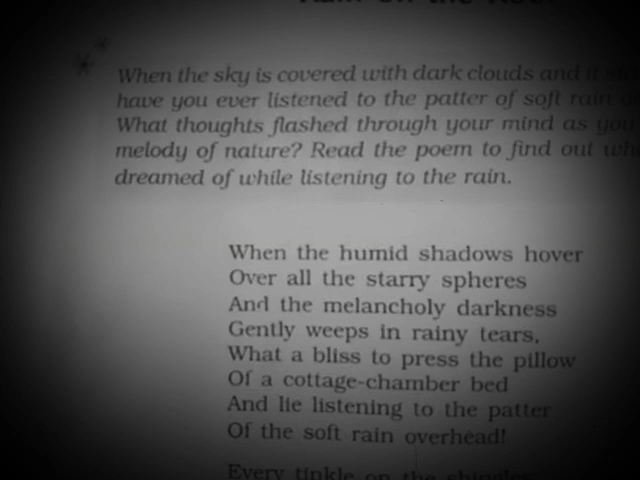 Rain on the Roof
When the sky is covered with dark clouds and it
have you ever listened to the patter of soft rain
What thoughts flashed through your mind as you
melody of nature? Read the poem to find out
dreamed of while listening to the rain.
When the humid shadows hover
Over all the starry spheres
And the melancholy darkness
Gently weeps in rainy tears,
What a bliss to press the pillow
Of a cottage-chamber bed
And lie listening to the patter
Of the soft rain overhead!
Every tinkle on the shingles